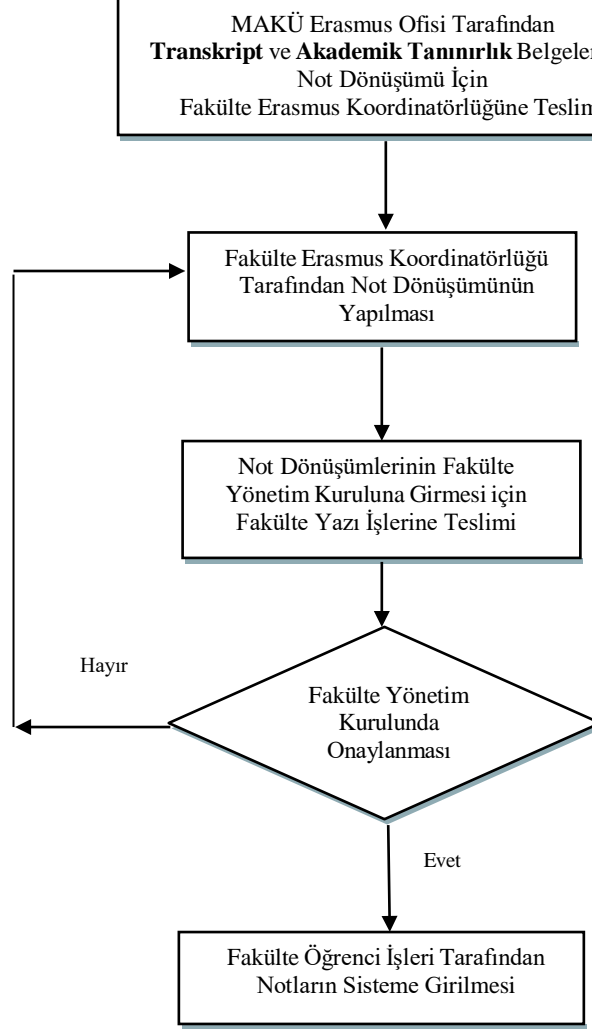 MAKÜ Erasmus Ofisi Tarafından
Transkript ve Akademik Tanınırlık
Not Dönüşümü İçin
Fakülte Erasmus Koordinatörlüğüne
Fakülte Erasmus Koordinatörlüğü
Tarafından Not Dönüşümünün
Yapılması
Not Dönüşümlerinin Fakülte
Yönetim Kuruluna Girmesi için
Fakülte Yazı İşlerine Teslimi
Hayır
Fakülte Yönetim
Kurulunda
Onaylanması
Evet
Fakülte Öğrenci İşleri Tarafından
Notların Sisteme Girilmesi